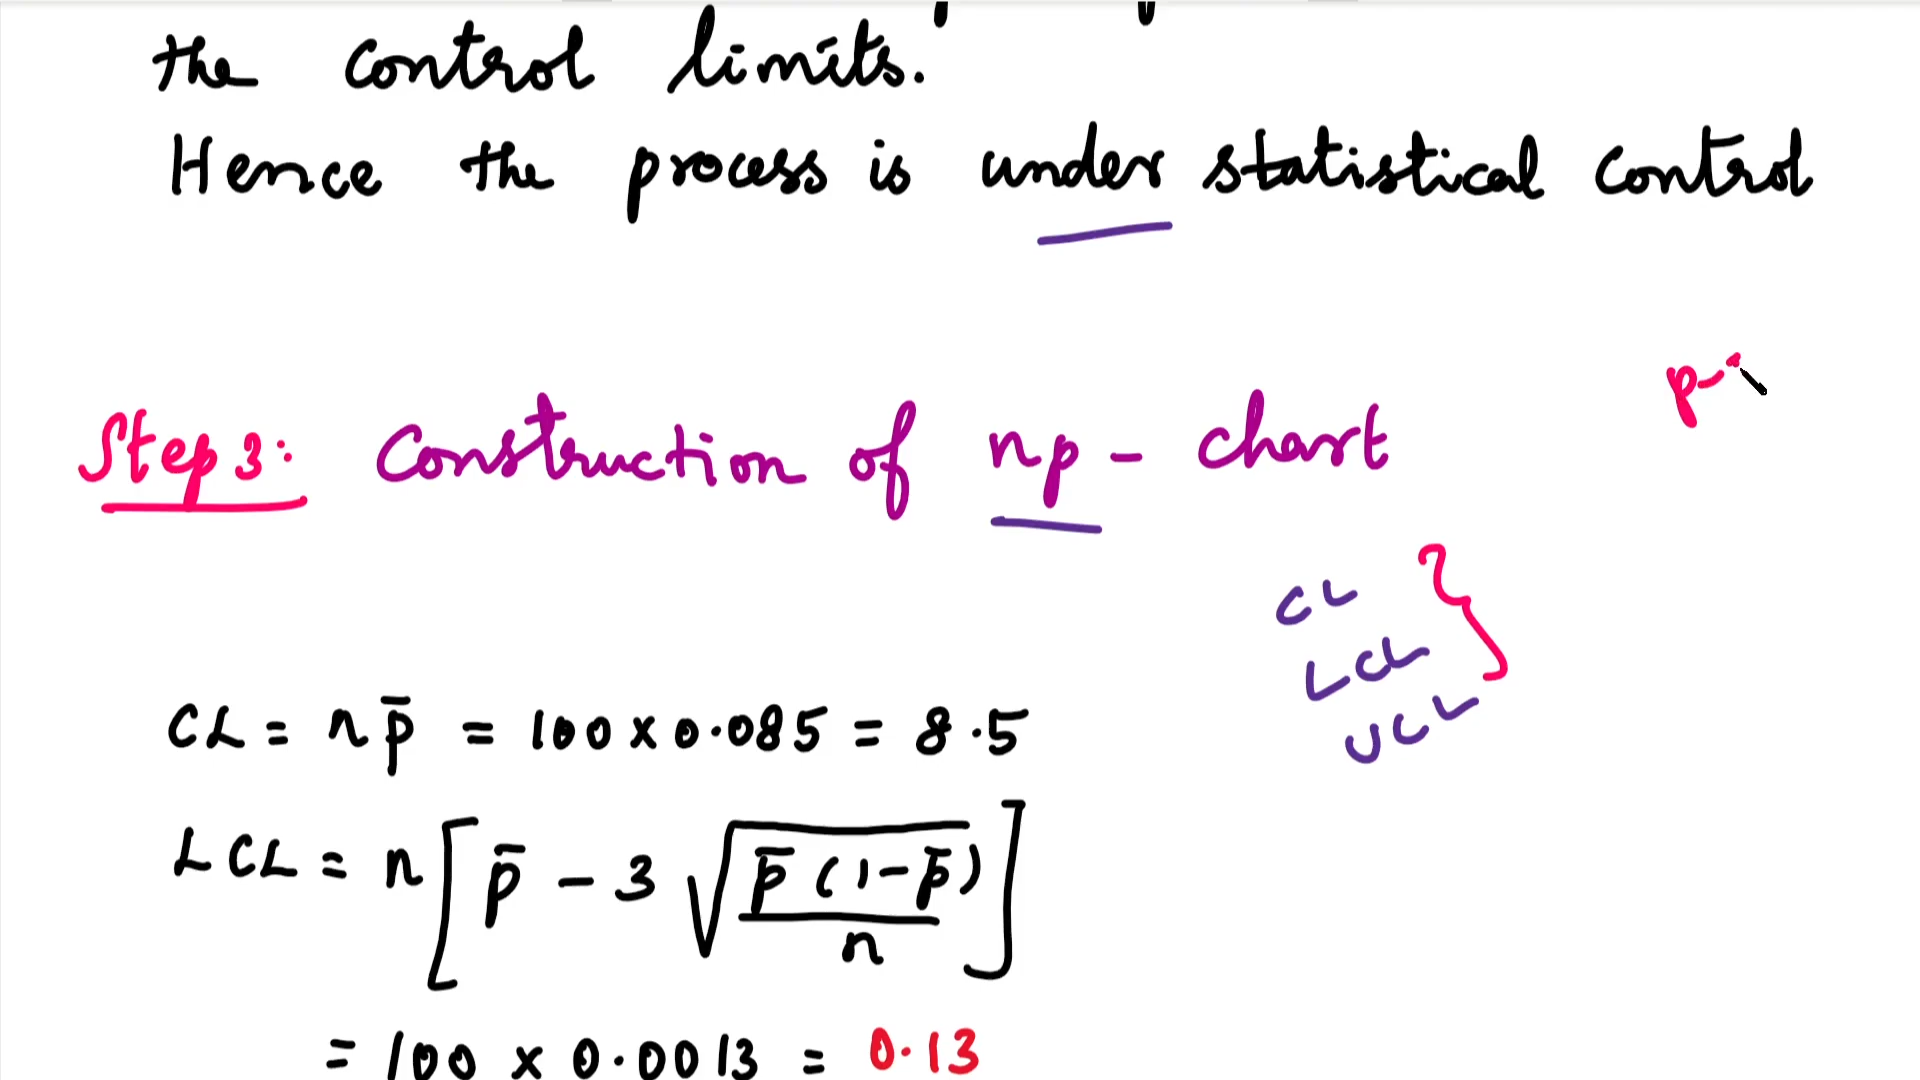 the control limits.
Hence the process is under statistical control
p-
Step 3: Construction of np - chart
CL
LCL
UCL
CL = np̅ = 100 x 0.085 = 8.5
LCL = n[p̅ - 3√(p̅(1-p̅)/n)]
= 100 x 0.0013 = 0.13